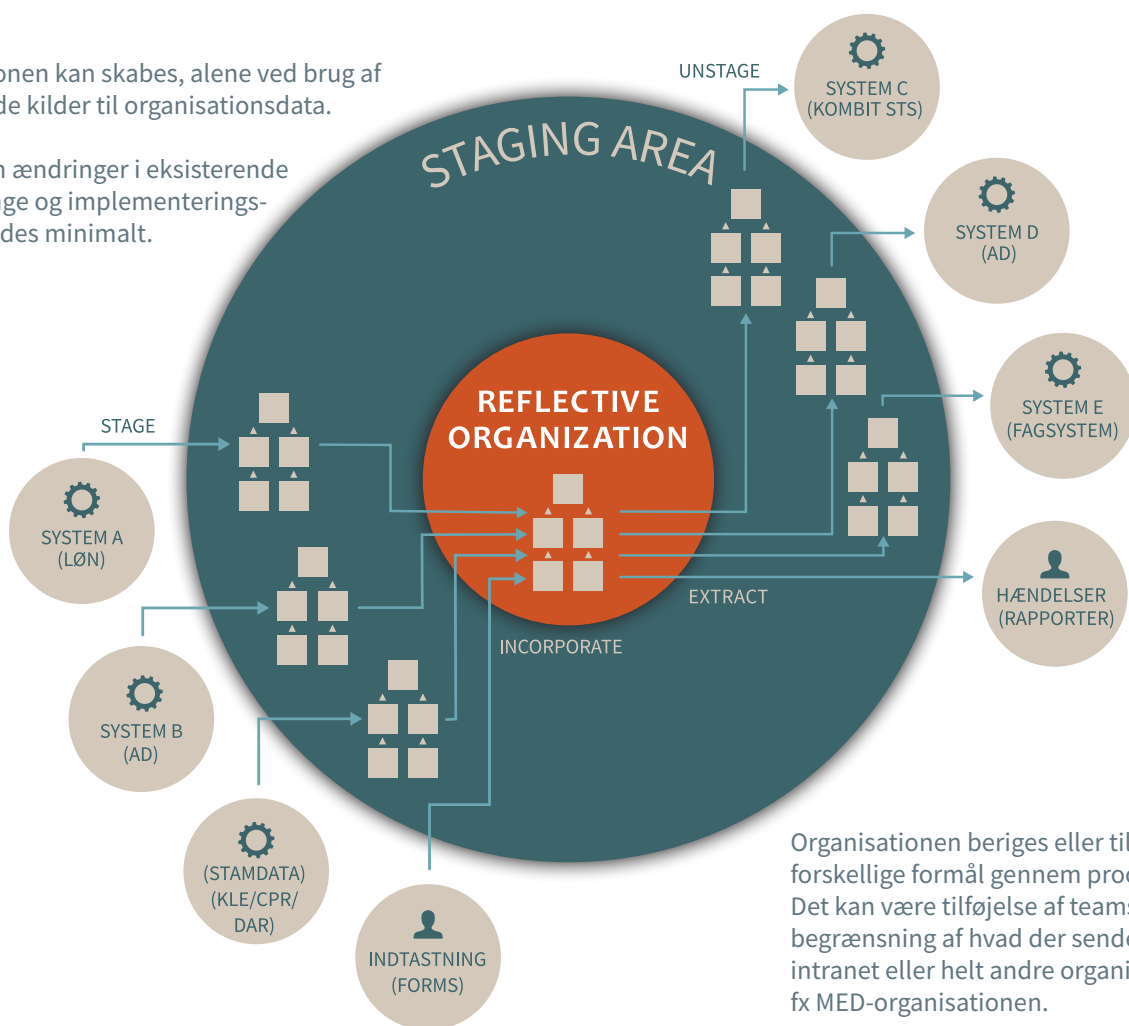 onen kan skabes, alene ved brug af
de kilder til organisationsdata.
n ændringer i eksisterende
nge og implementerings-
des minimalt.
UNSTAGE
SYSTEM C
(KOMBIT STS)
STAGING AREA
SYSTEM D
(AD)
SYSTEM E
(FAGSYSTEM)
REFLECTIVE
ORGANIZATION
STAGE
SYSTEM A
(LØN)
EXTRACT
HÆNDELSER
(RAPPORTER)
INCORPORATE
SYSTEM B
(AD)
(STAMDATA)
(KLE/CPR/
DAR)
INDTASTNING
(FORMS)
Organisationen beriges eller til
forskellige formål gennem proc
Det kan være tilføjelse af teams
begrænsning af hvad der sende
intranet eller helt andre organi
fx MED-organisationen.